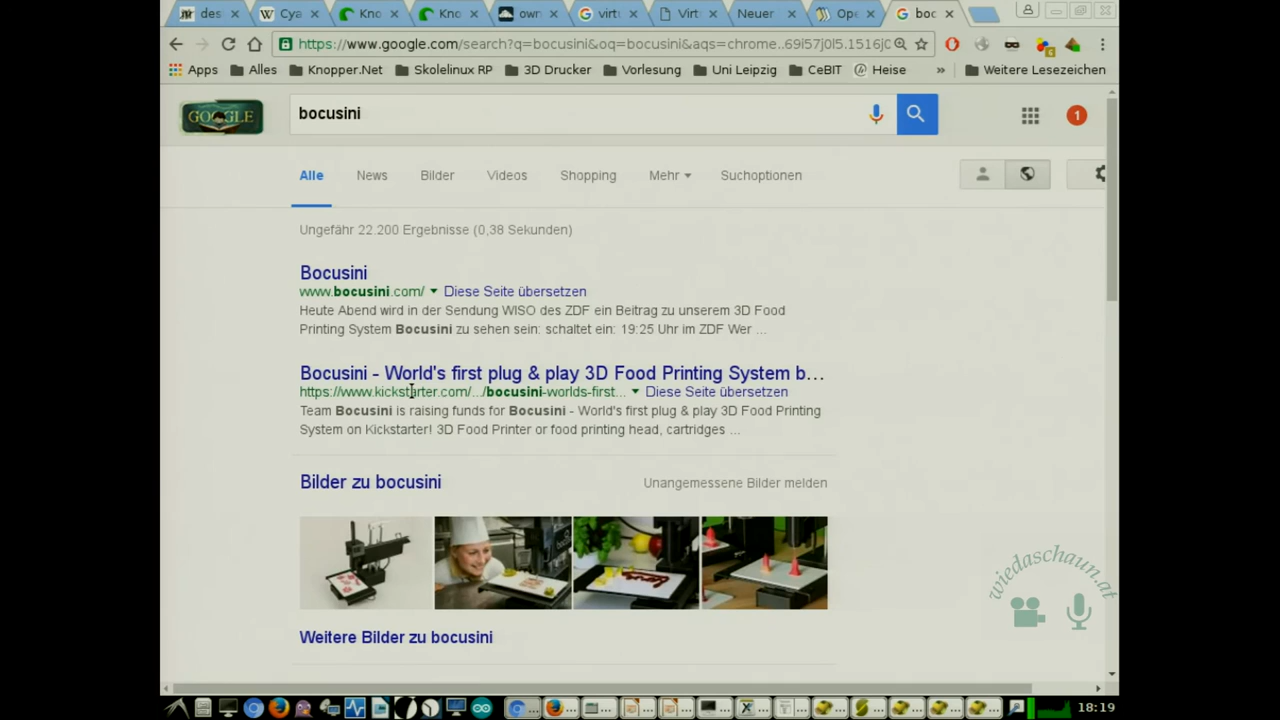 des
Cya
Kno
Kno
own
virtu
Virt
Neuer
Ope
boc
https://www.google.com/search?q=bocusini&oq=bocusini&aqs=chrome..69i57j0l5.1516j0
Apps
Alles
Knopper.Net
Skolelinux RP
3D Drucker
Vorlesung
Uni Leipzig
CeBIT
Heise
»
Weitere Lesezeichen
GOOGLE
bocusini
1
Alle
News
Bilder
Videos
Shopping
Mehr
Suchoptionen
Ungefähr 22.200 Ergebnisse (0,38 Sekunden)
Bocusini
www.bocusini.com/ Diese Seite übersetzen
Heute Abend wird in der Sendung WISO des ZDF ein Beitrag zu unserem 3D Food
Printing System Bocusini zu sehen sein: schaltet ein: 19:25 Uhr im ZDF Wer ...
Bocusini - World's first plug & play 3D Food Printing System b...
https://www.kickstarter.com/.../bocusini-worlds-first... Diese Seite übersetzen
Team Bocusini is raising funds for Bocusini - World's first plug & play 3D Food Printing
System on Kickstarter! 3D Food Printer or food printing head, cartridges ...
Bilder zu bocusini
Unangemessene Bilder melden
Weitere Bilder zu bocusini
wiedaschaun.at
18:19